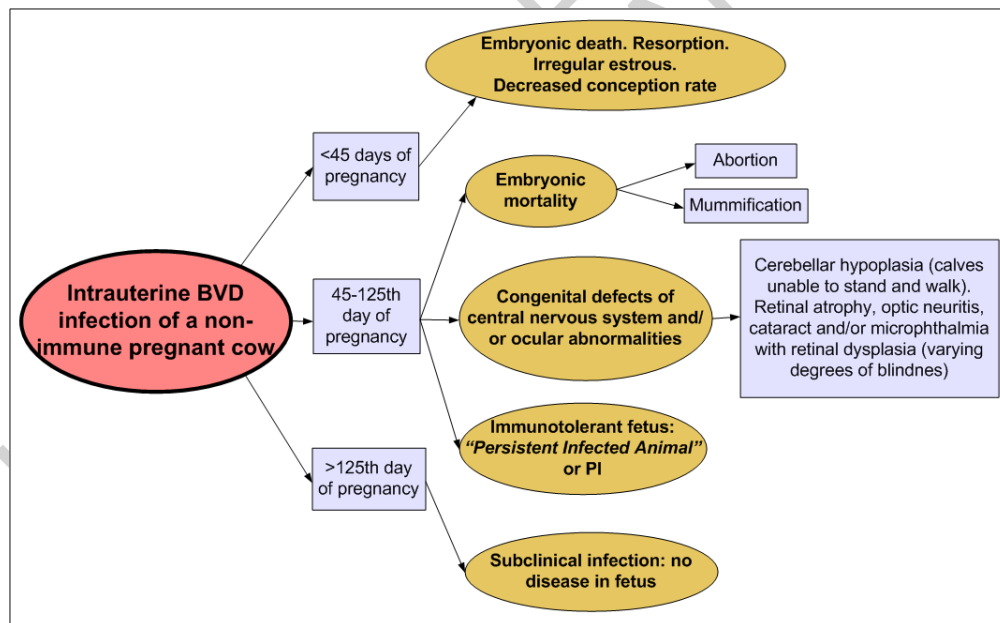 Embryonic death. Resorption.
Irregular estrous.
Decreased conception rate
<45 days of
pregnancy
Embryonic
mortality
Abortion
Mummification
Intrauterine BVD
infection of a non-
immune pregnant cow
45-125th
day of
pregnancy
Congenital defects of
central nervous system and/
or ocular abnormalities
Cerebellar hypoplasia (calves
unable to stand and walk).
Retinal atrophy, optic neuritis,
cataract and/or microphthalmia
with retinal dysplasia (varying
degrees of blindnes)
Immunotolerant fetus:
“Persistent Infected Animal”
or PI
>125th day
of pregnancy
Subclinical infection: no
disease in fetus